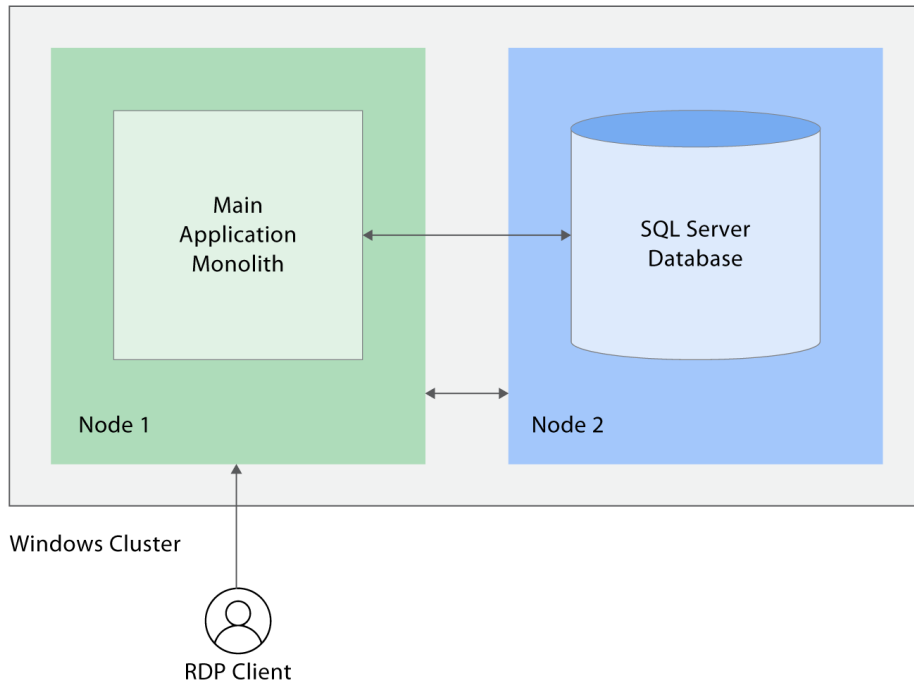 Main
Application
Monolith
SQL Server
Database
Node 1
Node 2
Windows Cluster
RDP Client